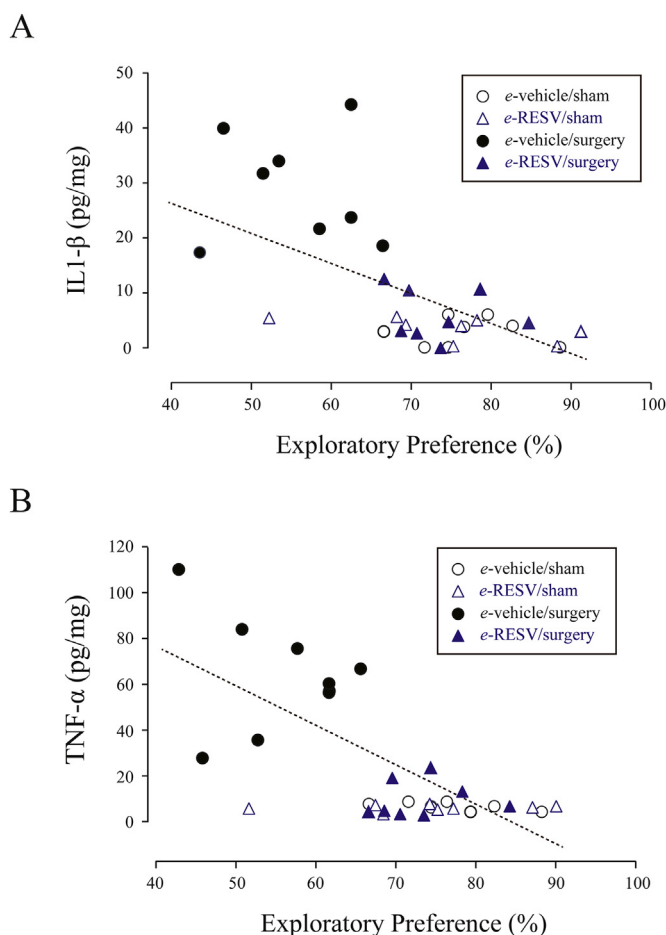 A
50
40
30
20
10
0
IL1-β (pg/mg)
e-vehicle/sham
e-RESV/sham
e-vehicle/surgery
e-RESV/surgery
40 50 60 70 80 90 100
Exploratory Preference (%)
B
120
100
80
60
40
20
0
TNF-α (pg/mg)
e-vehicle/sham
e-RESV/sham
e-vehicle/surgery
e-RESV/surgery
40 50 60 70 80 90 100
Exploratory Preference (%)